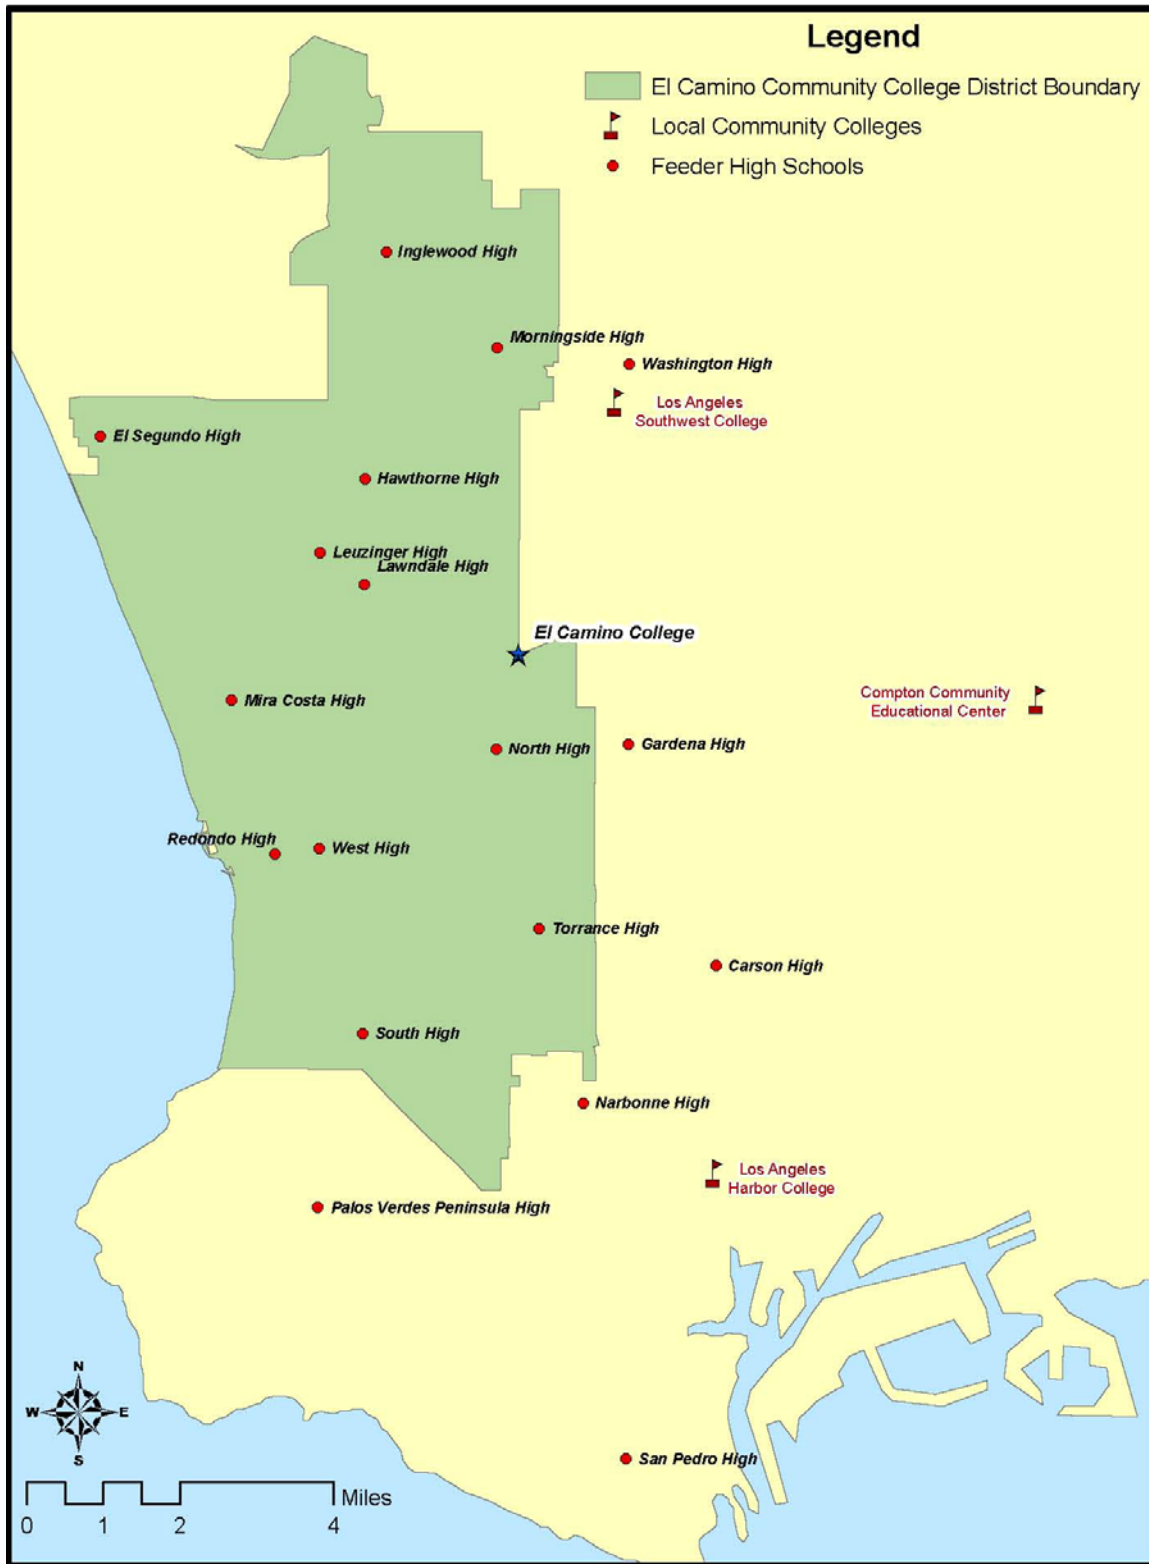 Legend
El Camino Community College District Boundary
Local Community Colleges
Feeder High Schools
Inglewood High
Morningside High
Washington High
Los Angeles
Southwest College
El Segundo High
Hawthorne High
Leuzinger High
Lawndale High
El Camino College
Mira Costa High
Compton Community
Educational Center
North High
Gardena High
Redondo High
West High
Torrance High
Carson High
South High
Narbonne High
Los Angeles
Harbor College
Palos Verdes Peninsula High
N
W E
S
San Pedro High
Miles
0 1 2 4